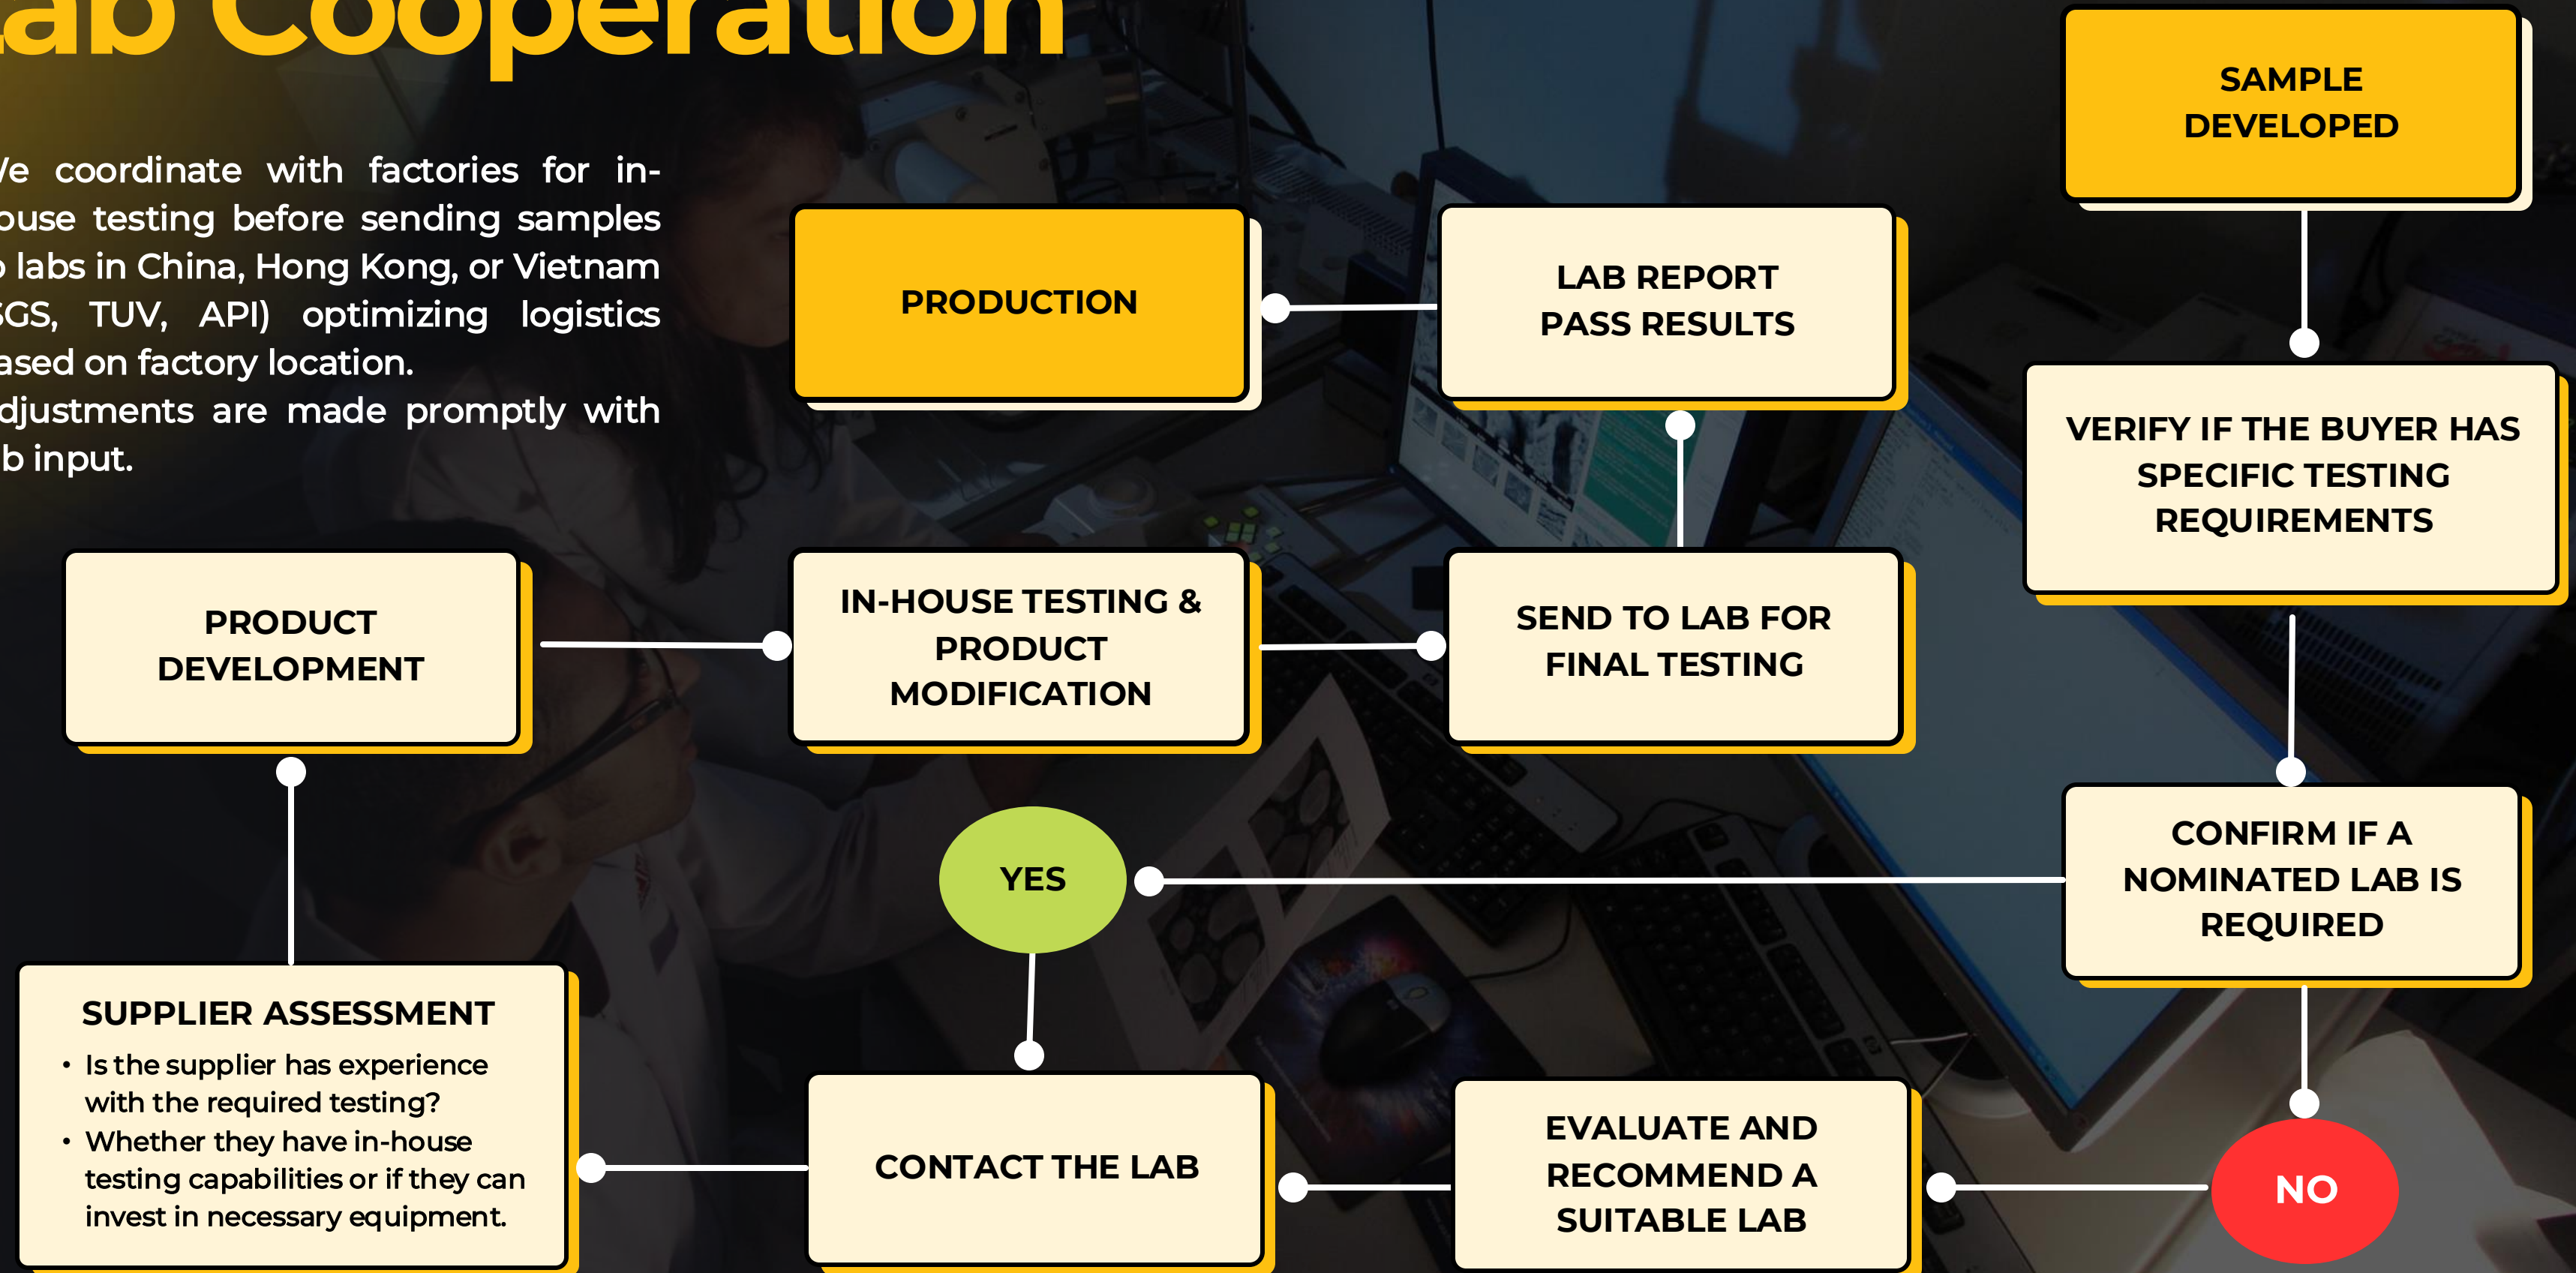 ab Cooperation
We coordinate with factories for in-
ouse testing before sending samples
o labs in China, Hong Kong, or Vietnam
SGS, TUV, API) optimizing logistics
ased on factory location.
djustments are made promptly with
b input.
SAMPLE
DEVELOPED
PRODUCTION
LAB REPORT
PASS RESULTS
VERIFY IF THE BUYER HAS
SPECIFIC TESTING
REQUIREMENTS
PRODUCT
DEVELOPMENT
IN-HOUSE TESTING &
PRODUCT
MODIFICATION
SEND TO LAB FOR
FINAL TESTING
YES
CONFIRM IF A
NOMINATED LAB IS
REQUIRED
SUPPLIER ASSESSMENT
• Is the supplier has experience
with the required testing?
• Whether they have in-house
testing capabilities or if they can
invest in necessary equipment.
CONTACT THE LAB
EVALUATE AND
RECOMMEND A
SUITABLE LAB
NO